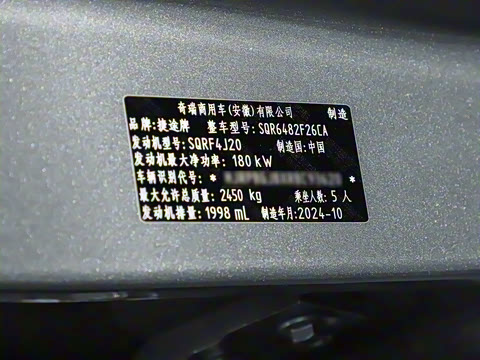 奇瑞商用车(安徽)有限公司 制造
品牌:捷途牌 整车型号:SQR6482F26CA
发动机型号:SQRF4J20 制造国:中国
发动机最大净功率:180 kW
车辆识别代号:* *
最大允许总质量:2450 kg 乘坐人数:5 人
发动机排量:1998 mL 制造年月:2024-10